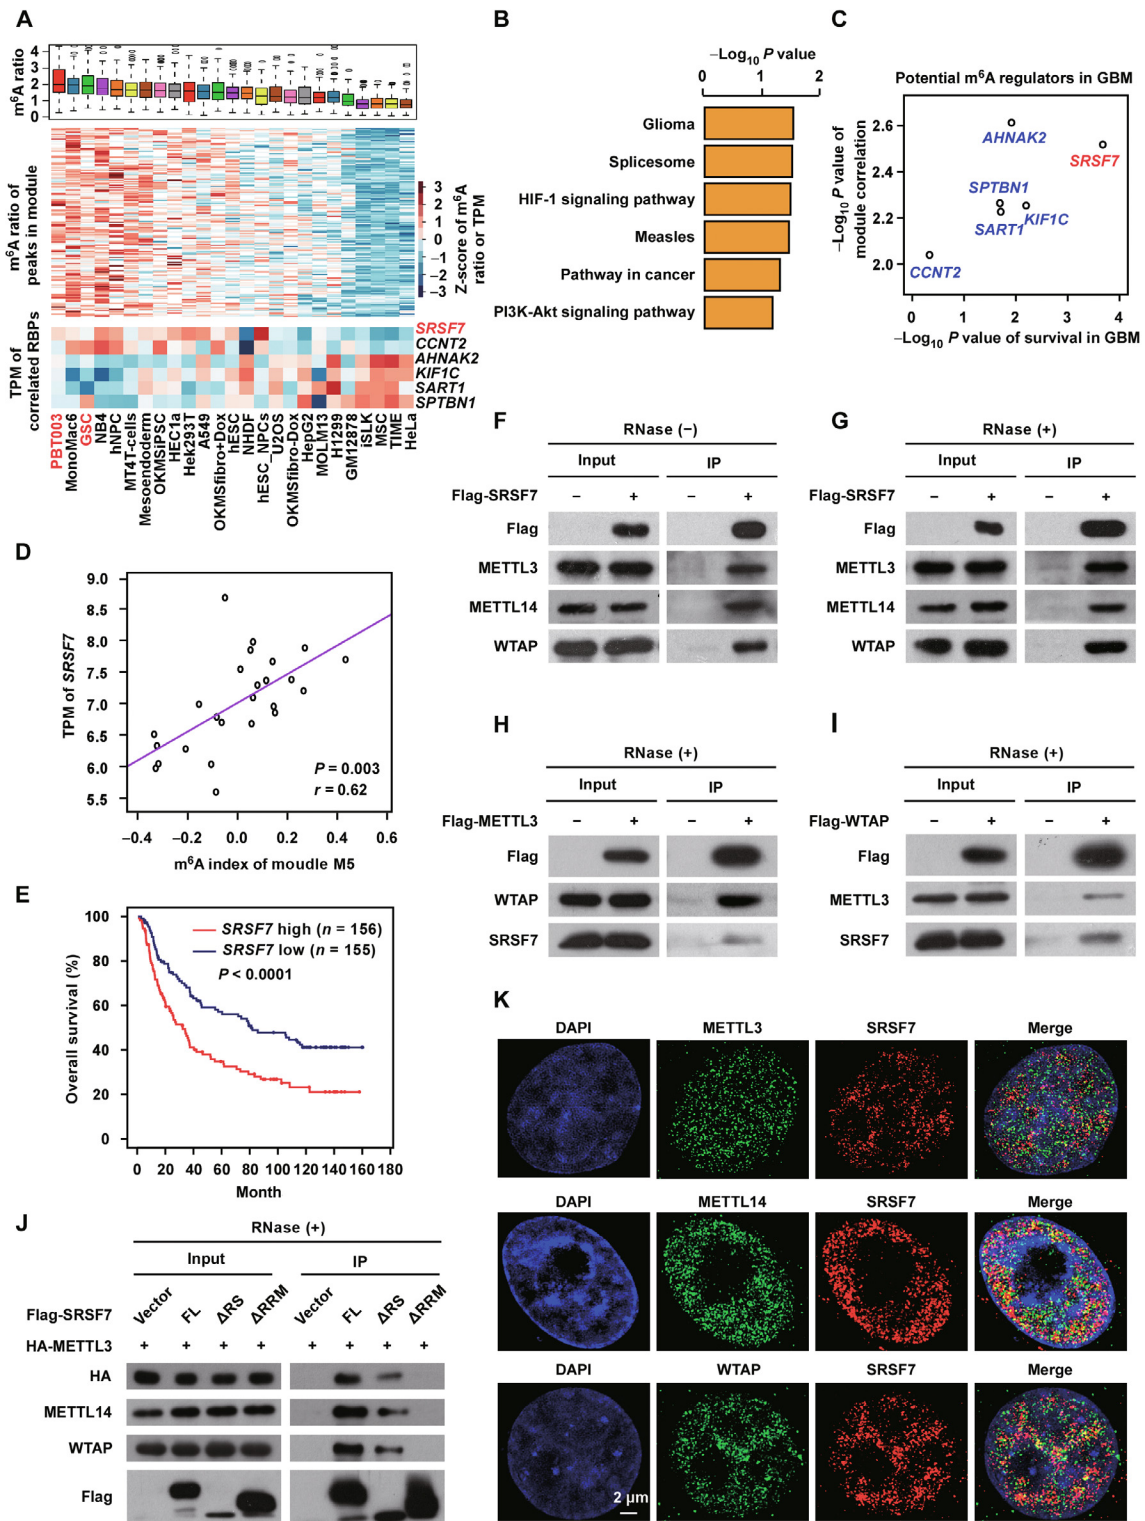 A
m⁶A ratio
4
3
2
1
0
m⁶A ratio of
peaks in module
3
2
1
0
−1
−2
−3
Z-score of m⁶A
ratio or TPM
TPM of
correlated RBPs
SRSF7
CCNT2
AHNAK2
KIF1C
SART1
SPTBN1
PBT003
MonoMac6
GSC
NB4
hNPC
MT4T-cells
Mesoendoderm
OKMSiPSC
HEC1a
Hek293T
A549
OKMSfibro+Dox
hESC
NHDF
hESC_NPCs
U2OS
OKMSfibro-Dox
HepG2
MOLM13
H1299
GM12878
iSLK
MSC
TIME
HeLa
B
−Log₁₀ P value
0 1 2
Glioma
Splicesome
HIF-1 signaling pathway
Measles
Pathway in cancer
PI3K-Akt signaling pathway
C
Potential m⁶A regulators in GBM
−Log₁₀ P value of
module correlation
2.6
2.4
2.2
2.0
AHNAK2
SRSF7
SPTBN1
KIF1C
SART1
CCNT2
0 1 2 3 4
−Log₁₀ P value of survival in GBM
D
TPM of SRSF7
9.0
8.5
8.0
7.5
7.0
6.5
6.0
5.5
P = 0.003
r = 0.62
−0.4 −0.2 0.0 0.2 0.4 0.6
m⁶A index of moudle M5
E
Overall survival (%)
100
80
60
40
20
0
SRSF7 high (n = 156)
SRSF7 low (n = 155)
P < 0.0001
0 20 40 60 80 100 120 140 160 180
Month
F
RNase (−)
Input IP
Flag-SRSF7 − + − +
Flag
METTL3
METTL14
WTAP
G
RNase (+)
Input IP
Flag-SRSF7 − + − +
Flag
METTL3
METTL14
WTAP
H
RNase (+)
Input IP
Flag-METTL3 − + − +
Flag
WTAP
SRSF7
I
RNase (+)
Input IP
Flag-WTAP − + − +
Flag
METTL3
SRSF7
J
RNase (+)
Input IP
Flag-SRSF7 Vector FL ΔRS ΔRRM Vector FL ΔRS ΔRRM
HA-METTL3 + + + + + + + +
HA
METTL14
WTAP
Flag
K
DAPI METTL3 SRSF7 Merge
DAPI METTL14 SRSF7 Merge
DAPI WTAP SRSF7 Merge
2 µm